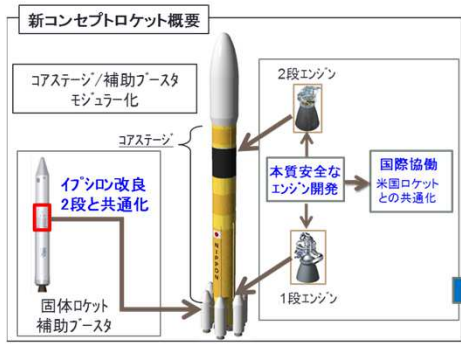 新コンセプトロケット概要
コアステージ/補助ブースタ
モジュラー化
コアステージ
イプシロン改良
2段と共通化
固体ロケット
補助ブースタ
NIPPON
2段エンジン
本質安全な
エンジン開発
国際協働
米国ロケット
との共通化
1段エンジン